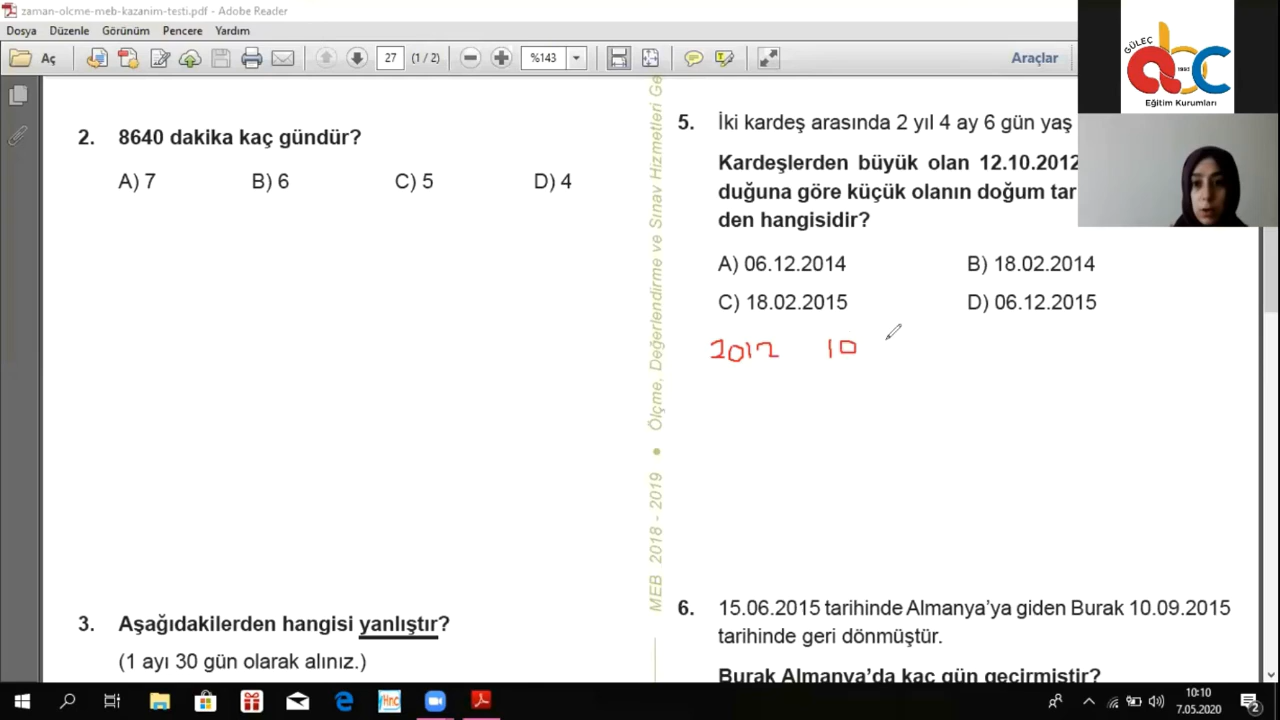 zaman-olcme-meb-kazanim-testi.pdf - Adobe Reader
Dosya Düzenle Görünüm Pencere Yardım
Aç 27 (1 / 2) %143 Araçlar
GÜLEÇ
abc
Eğitim Kurumları
2. 8640 dakika kaç gündür?
A) 7 B) 6 C) 5 D) 4
3. Aşağıdakilerden hangisi yanlıştır?
(1 ayı 30 gün olarak alınız.)
MEB 2018 - 2019 • Ölçme, Değerlendirme ve Sınav Hizmetleri Ge
5. İki kardeş arasında 2 yıl 4 ay 6 gün yaş
Kardeşlerden büyük olan 12.10.2012
duğuna göre küçük olanın doğum tar
den hangisidir?
A) 06.12.2014 B) 18.02.2014
C) 18.02.2015 D) 06.12.2015
2012 10
6. 15.06.2015 tarihinde Almanya'ya giden Burak 10.09.2015
tarihinde geri dönmüştür.
Burak Almanya'da kaç gün geçirmiştir?
10:10
7.05.2020
2